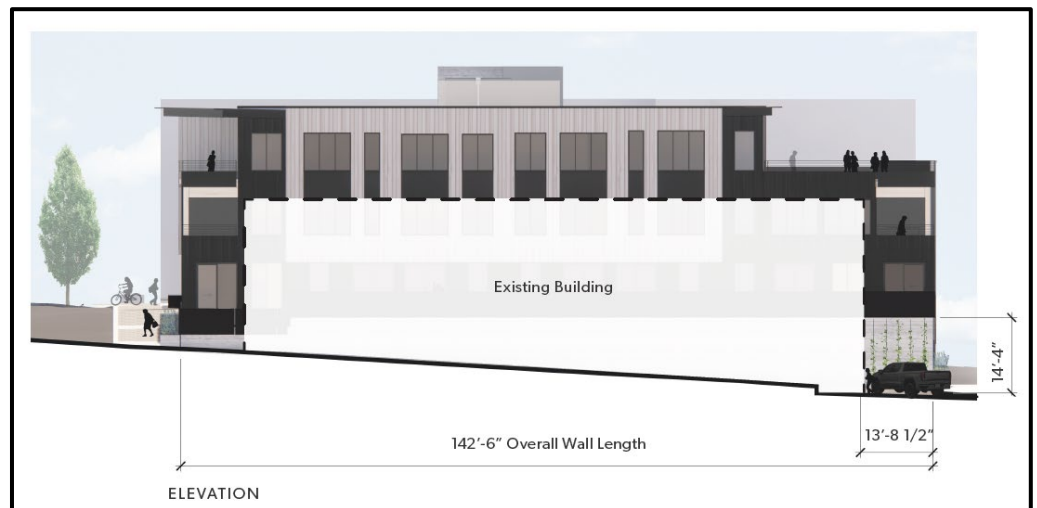 Existing Building
14'-4"
13'-8 1/2"
142'-6" Overall Wall Length
ELEVATION